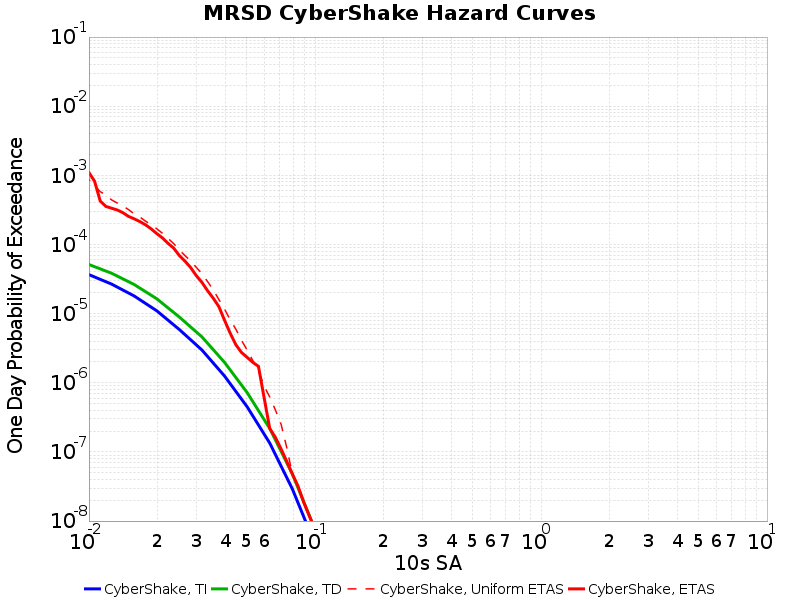 MRSD CyberShake Hazard Curves
One Day Probability of Exceedance
10^-1
10^-2
10^-3
10^-4
10^-5
10^-6
10^-7
10^-8
10^-2 2 3 4 5 6 10^-1 2 3 4 5 6 7 10^0 2 3 4 5 6 7 10^1
10s SA
CyberShake, TI CyberShake, TD CyberShake, Uniform ETAS CyberShake, ETAS